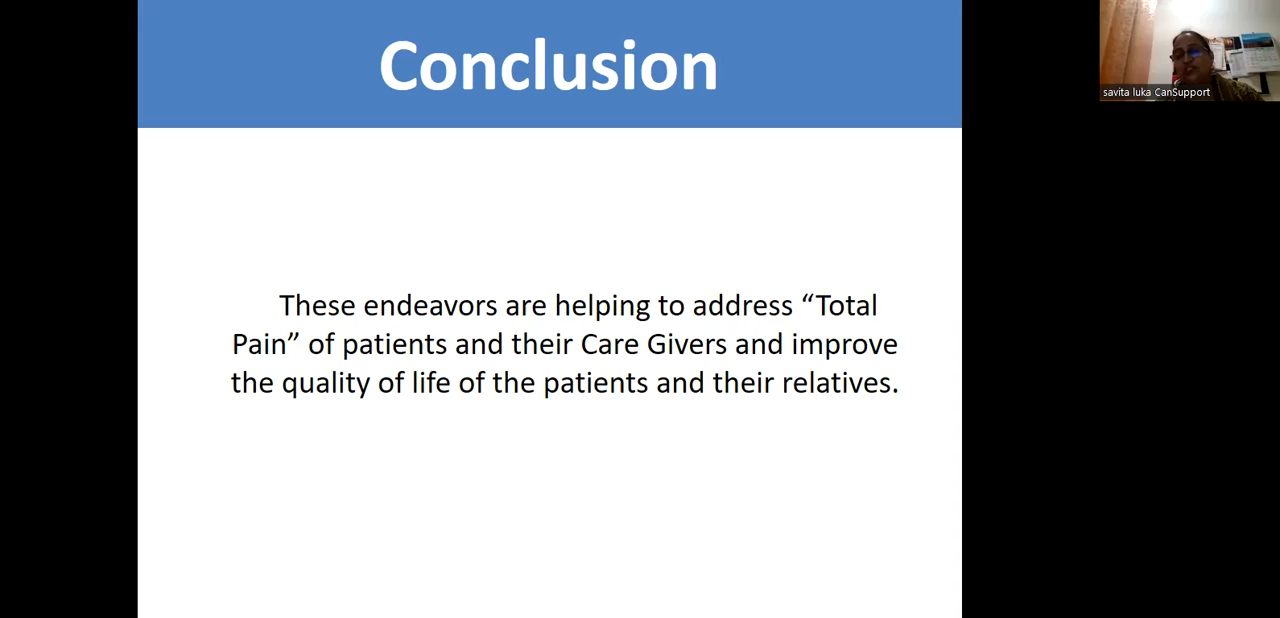 Conclusion
savita luka CanSupport
These endeavors are helping to address “Total
Pain” of patients and their Care Givers and improve
the quality of life of the patients and their relatives.